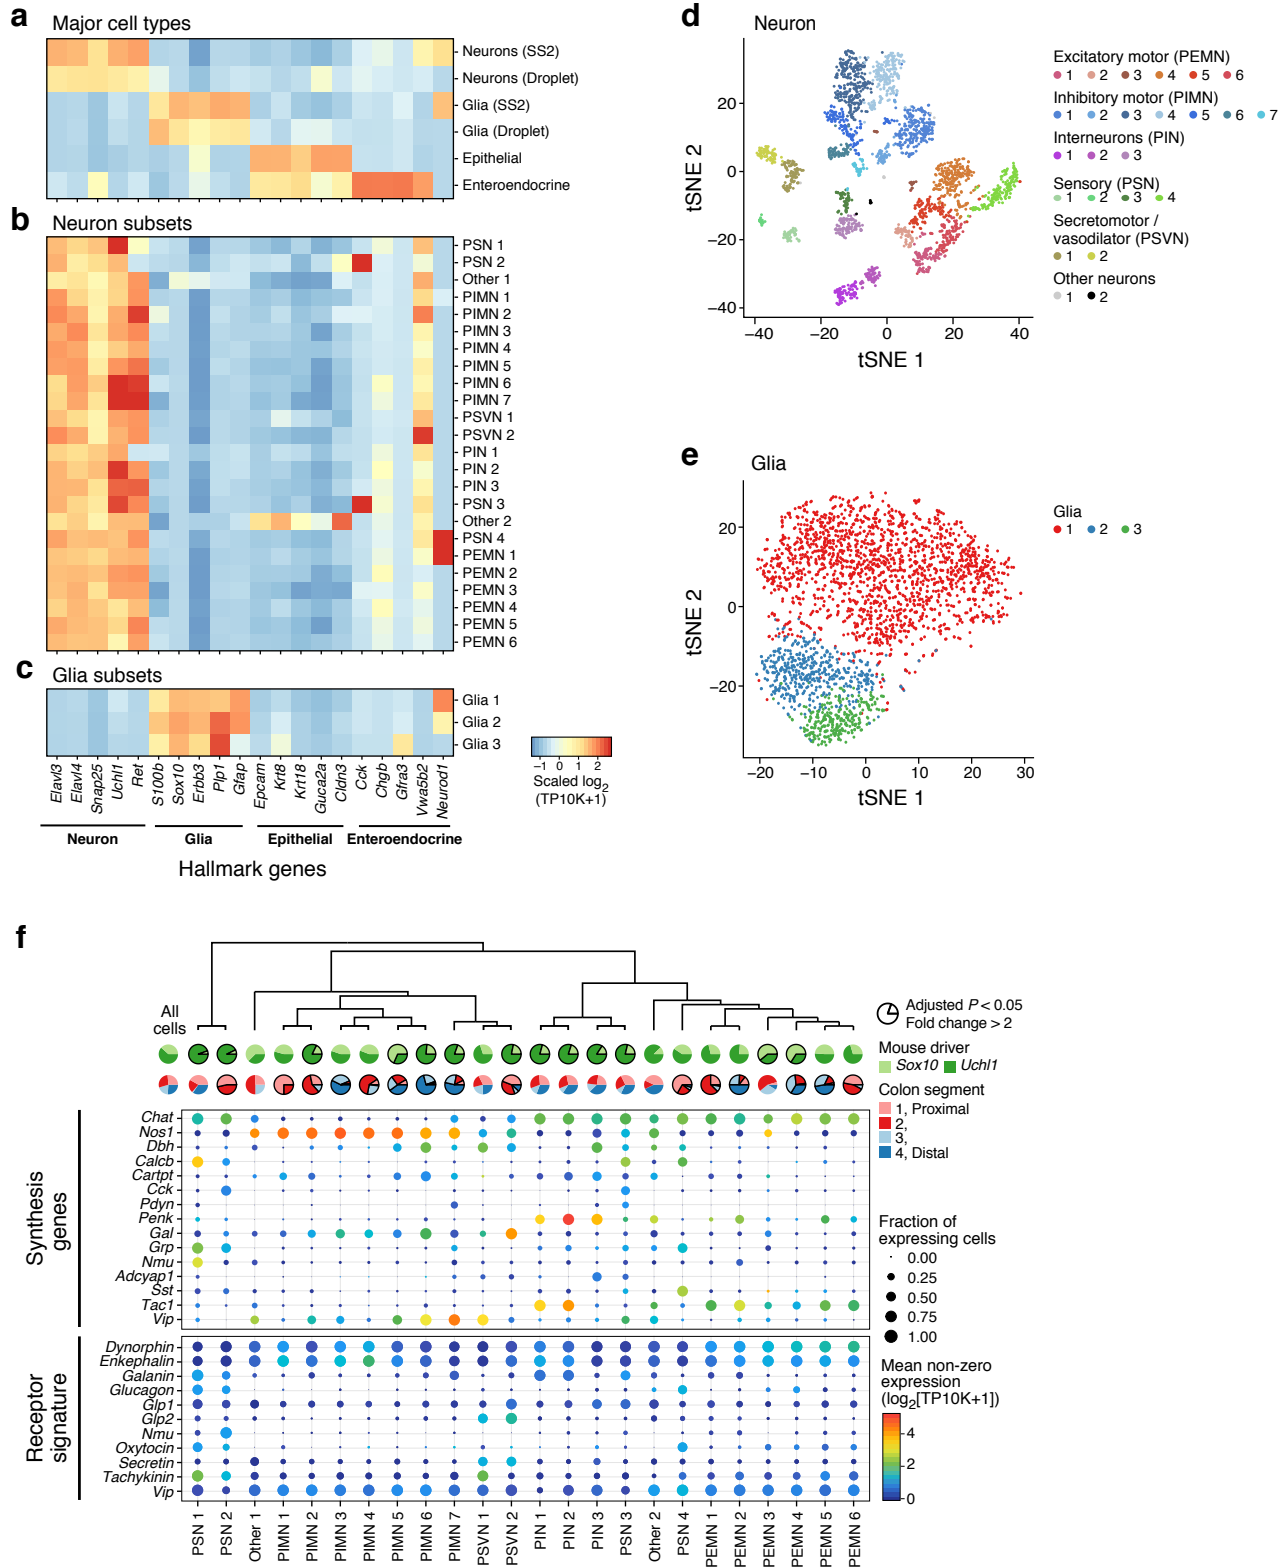 a
Major cell types
Neurons (SS2)
Neurons (Droplet)
Glia (SS2)
Glia (Droplet)
Epithelial
Enteroendocrine
b
Neuron subsets
PSN 1
PSN 2
Other 1
PIMN 1
PIMN 2
PIMN 3
PIMN 4
PIMN 5
PIMN 6
PIMN 7
PSVN 1
PSVN 2
PIN 1
PIN 2
PIN 3
PSN 3
Other 2
PSN 4
PEMN 1
PEMN 2
PEMN 3
PEMN 4
PEMN 5
PEMN 6
c
Glia subsets
Glia 1
Glia 2
Glia 3
Elavl3
Elavl4
Snap25
Uchl1
Ret
S100b
Sox10
Erbb3
Plp1
Gfap
Epcam
Krt8
Krt18
Guca2a
Cldn3
Cck
Chgb
Gfra3
Vwa5b2
Neurod1
Neuron
Glia
Epithelial
Enteroendocrine
Hallmark genes
−1 0 1 2
Scaled log2
(TP10K+1)
d
Neuron
tSNE 2
20
0
−20
−40
−40 −20 0 20 40
tSNE 1
Excitatory motor (PEMN)
1 2 3 4 5 6
Inhibitory motor (PIMN)
1 2 3 4 5 6 7
Interneurons (PIN)
1 2 3
Sensory (PSN)
1 2 3 4
Secretomotor /
vasodilator (PSVN)
1 2
Other neurons
1 2
e
Glia
tSNE 2
20
0
−20
−20 −10 0 10 20 30
tSNE 1
Glia
1 2 3
f
All
cells
Adjusted P < 0.05
Fold change > 2
Mouse driver
Sox10 Uchl1
Colon segment
1, Proximal
2,
3,
4, Distal
Synthesis
genes
Chat
Nos1
Dbh
Calcb
Cartpt
Cck
Pdyn
Penk
Gal
Grp
Nmu
Adcyap1
Sst
Tac1
Vip
Receptor
signature
Dynorphin
Enkephalin
Galanin
Glucagon
Glp1
Glp2
Nmu
Oxytocin
Secretin
Tachykinin
Vip
PSN 1
PSN 2
Other 1
PIMN 1
PIMN 2
PIMN 3
PIMN 4
PIMN 5
PIMN 6
PIMN 7
PSVN 1
PSVN 2
PIN 1
PIN 2
PIN 3
PSN 3
Other 2
PSN 4
PEMN 1
PEMN 2
PEMN 3
PEMN 4
PEMN 5
PEMN 6
Fraction of
expressing cells
0.00
0.25
0.50
0.75
1.00
Mean non-zero
expression
(log2[TP10K+1])
4
2
0